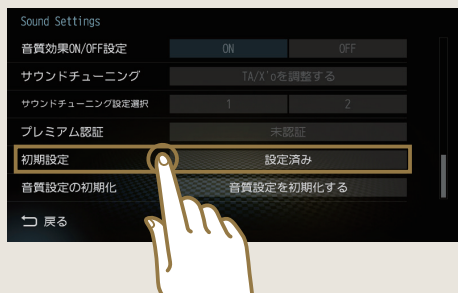 Sound Settings
音質効果ON/OFF設定 ON OFF
サウンドチューニング TA/X'oを調整する
サウンドチューニング設定選択 1 2
プレミアム認証 未認証
初期設定 設定済み
音質設定の初期化 音質設定を初期化する
戻る